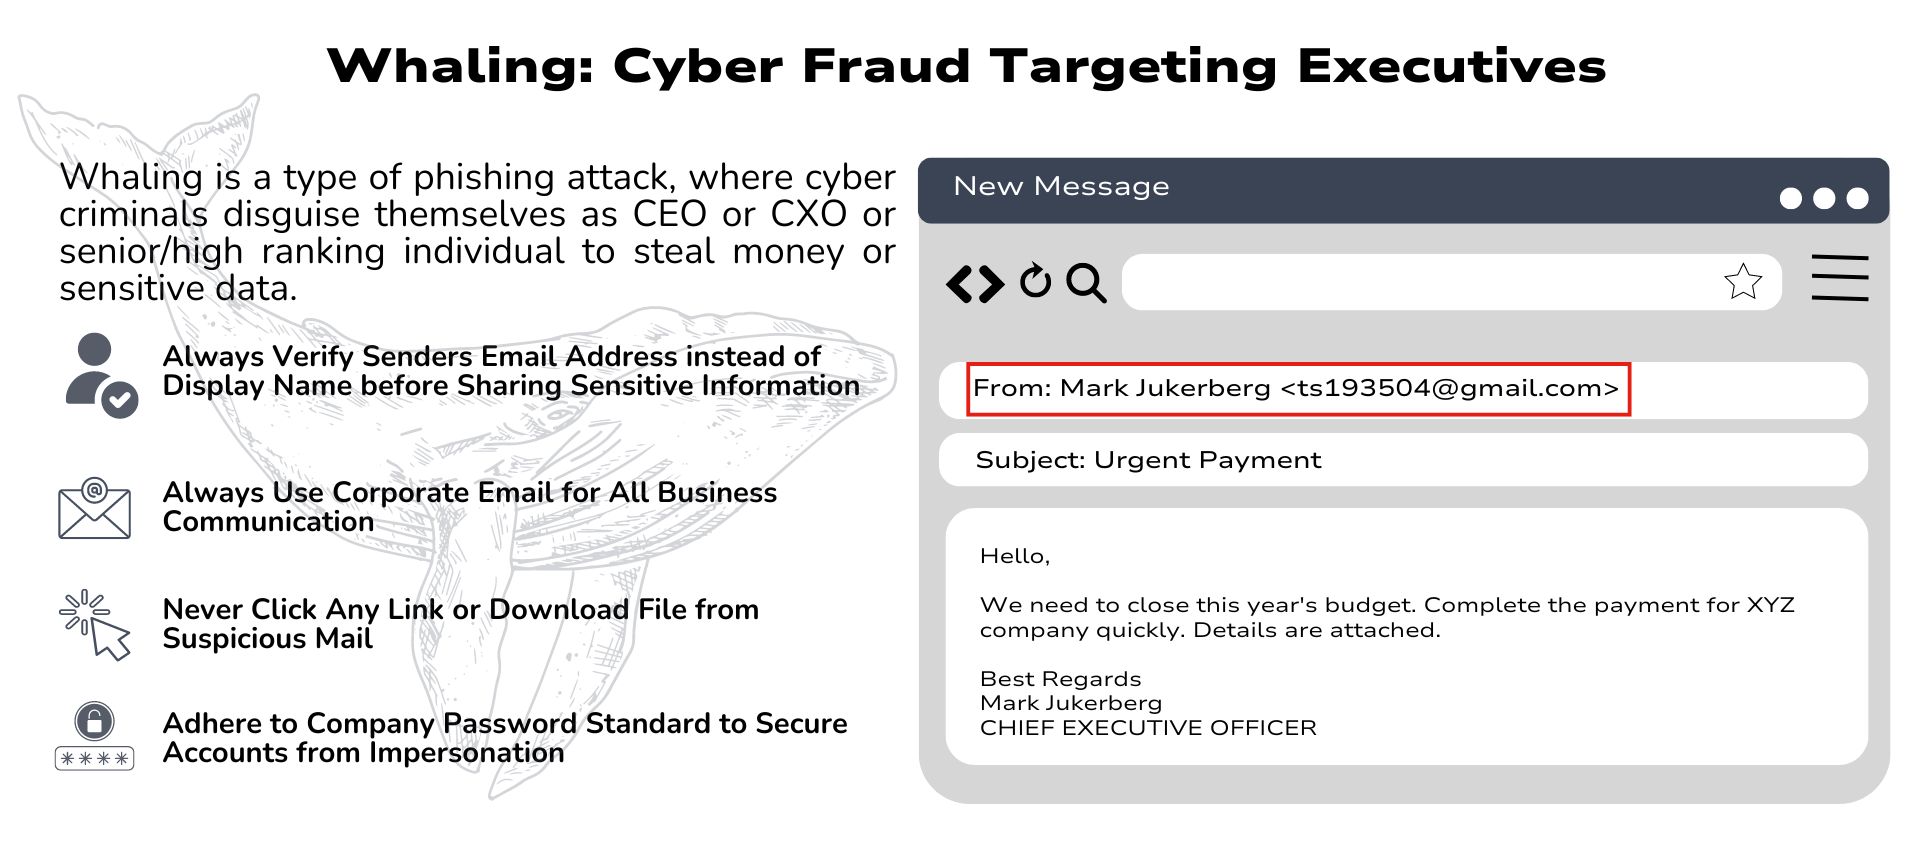 Whaling: Cyber Fraud Targeting Executives
Whaling is a type of phishing attack, where cyber
criminals disguise themselves as CEO or CXO or
senior/high ranking individual to steal money or
sensitive data.
Always Verify Senders Email Address instead of
Display Name before Sharing Sensitive Information
@
Always Use Corporate Email for All Business
Communication
Never Click Any Link or Download File from
Suspicious Mail
Adhere to Company Password Standard to Secure
Accounts from Impersonation
****
New Message
From: Mark Jukerberg <ts193504@gmail.com>
Subject: Urgent Payment
Hello,
We need to close this year's budget. Complete the payment for XYZ
company quickly. Details are attached.
Best Regards
Mark Jukerberg
CHIEF EXECUTIVE OFFICER